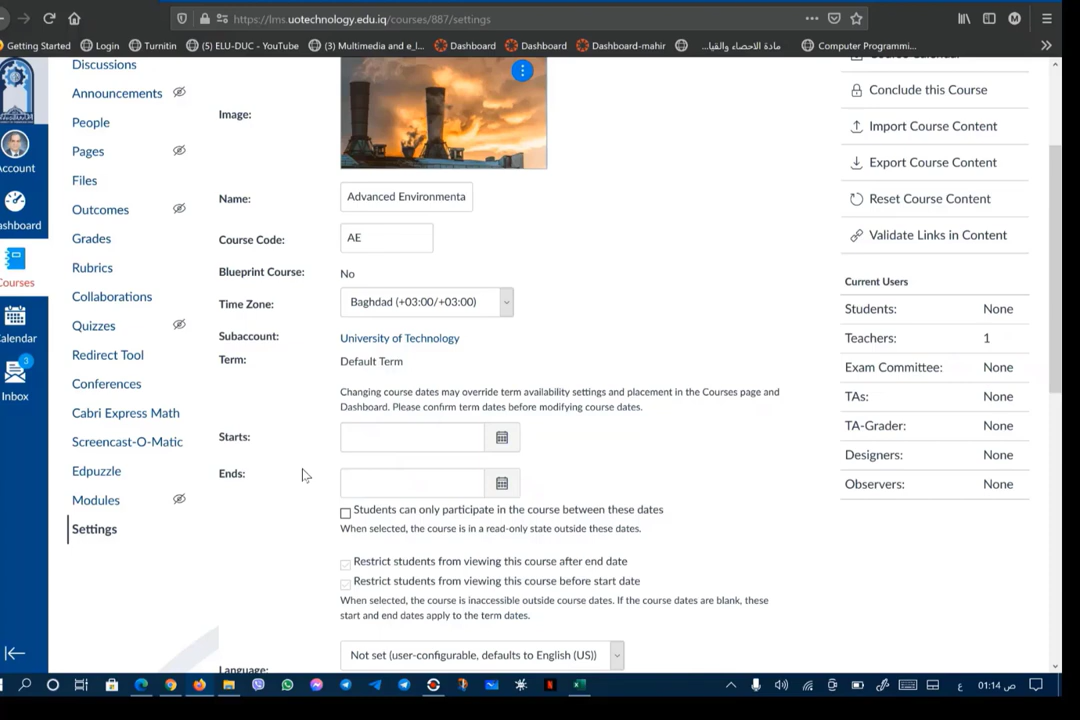 https://lms.uotechnology.edu.iq/courses/887/settings
Getting Started
Login
Turnitin
(5) ELU-DUC - YouTube
(3) Multimedia and e_l...
Dashboard
Dashboard
Dashboard-mahir
مادة الاحصاء والقيا...
Computer Programmi...
Discussions
Announcements
People
Pages
Files
Outcomes
Grades
Rubrics
Collaborations
Quizzes
Redirect Tool
Conferences
Cabri Express Math
Screencast-O-Matic
Edpuzzle
Modules
Settings
Account
ashboard
Courses
alendar
3
Inbox
Image:
Name:
Advanced Environmenta
Course Code:
AE
Blueprint Course:
No
Time Zone:
Baghdad (+03:00/+03:00)
Subaccount:
University of Technology
Term:
Default Term
Changing course dates may override term availability settings and placement in the Courses page and
Dashboard. Please confirm term dates before modifying course dates.
Starts:
Ends:
Students can only participate in the course between these dates
When selected, the course is in a read-only state outside these dates.
Restrict students from viewing this course after end date
Restrict students from viewing this course before start date
When selected, the course is inaccessible outside course dates. If the course dates are blank, these
start and end dates apply to the term dates.
Language:
Not set (user-configurable, defaults to English (US))
Conclude this Course
Import Course Content
Export Course Content
Reset Course Content
Validate Links in Content
Current Users
Students: None
Teachers: 1
Exam Committee: None
TAs: None
TA-Grader: None
Designers: None
Observers: None
ع
01:14 ص